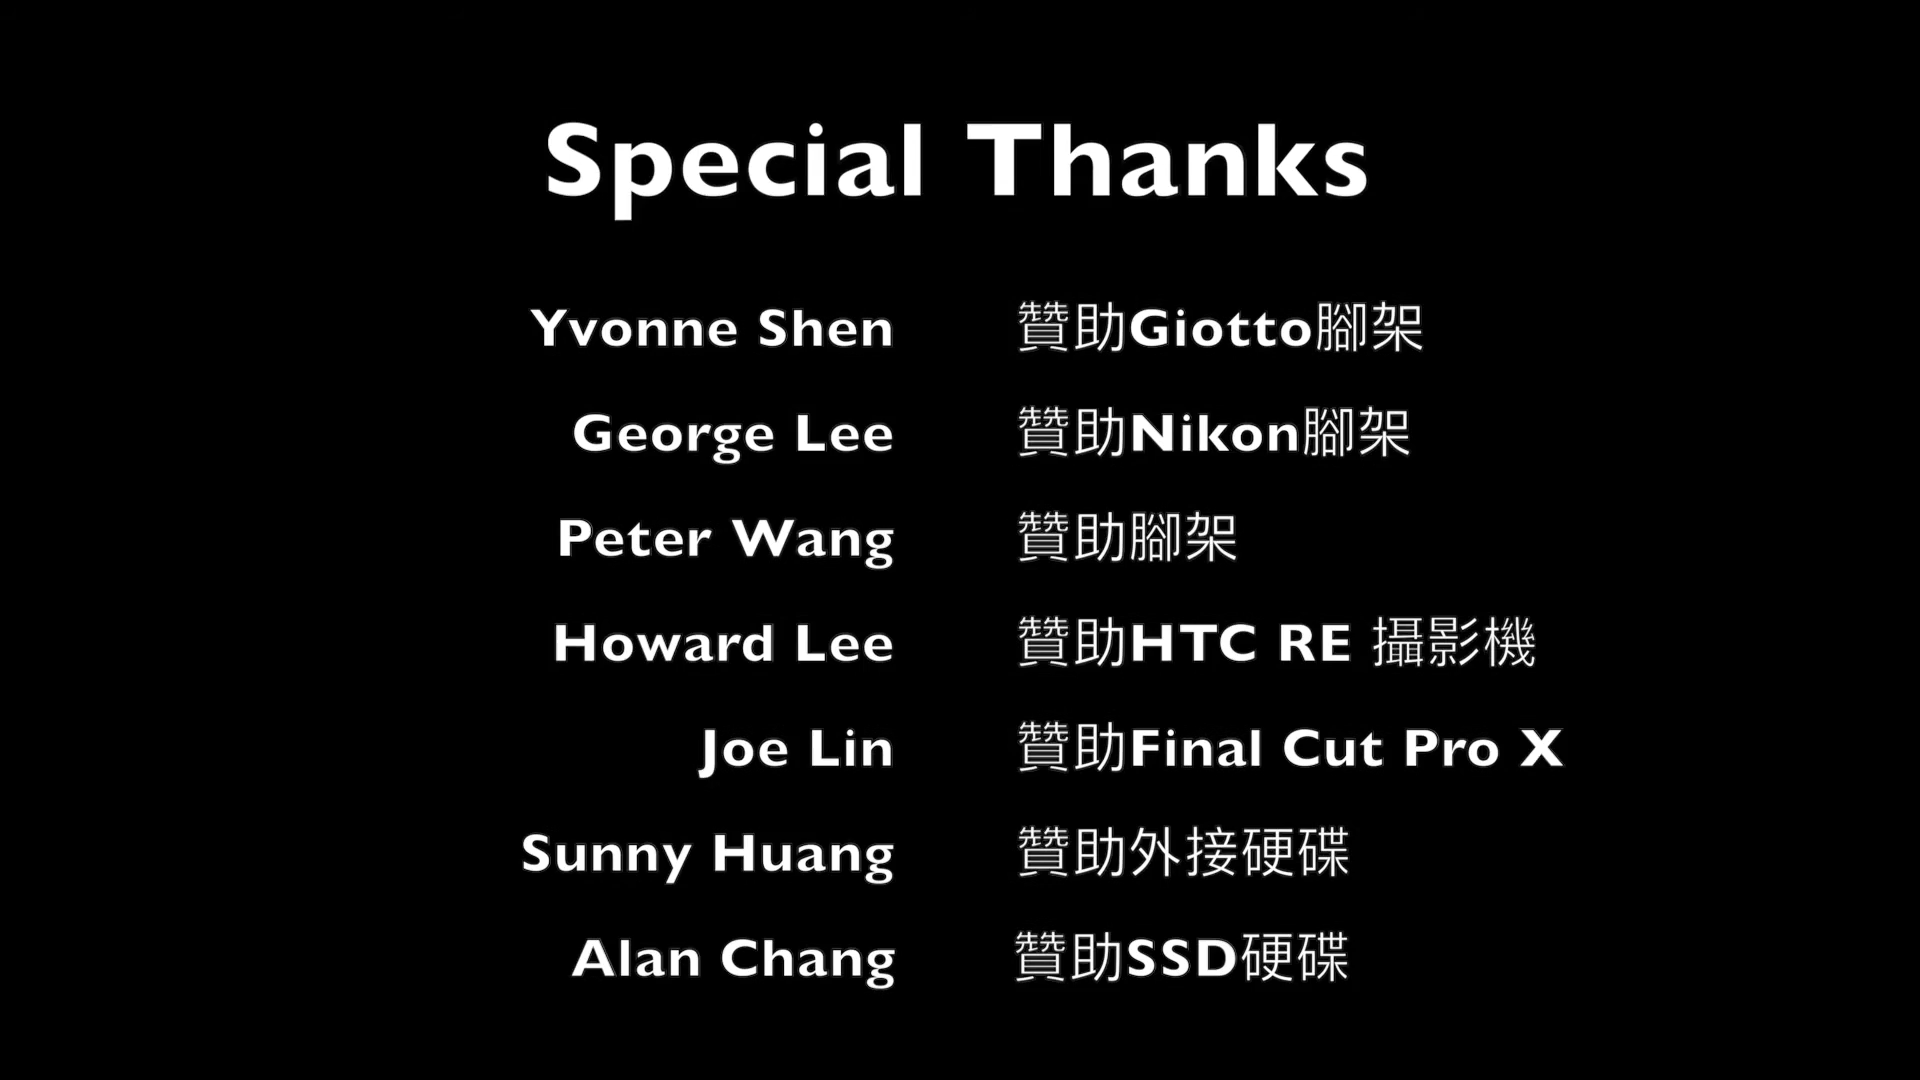 Special Thanks
Yvonne Shen 贊助Giotto腳架
George Lee 贊助Nikon腳架
Peter Wang 贊助腳架
Howard Lee 贊助HTC RE 攝影機
Joe Lin 贊助Final Cut Pro X
Sunny Huang 贊助外接硬碟
Alan Chang 贊助SSD硬碟